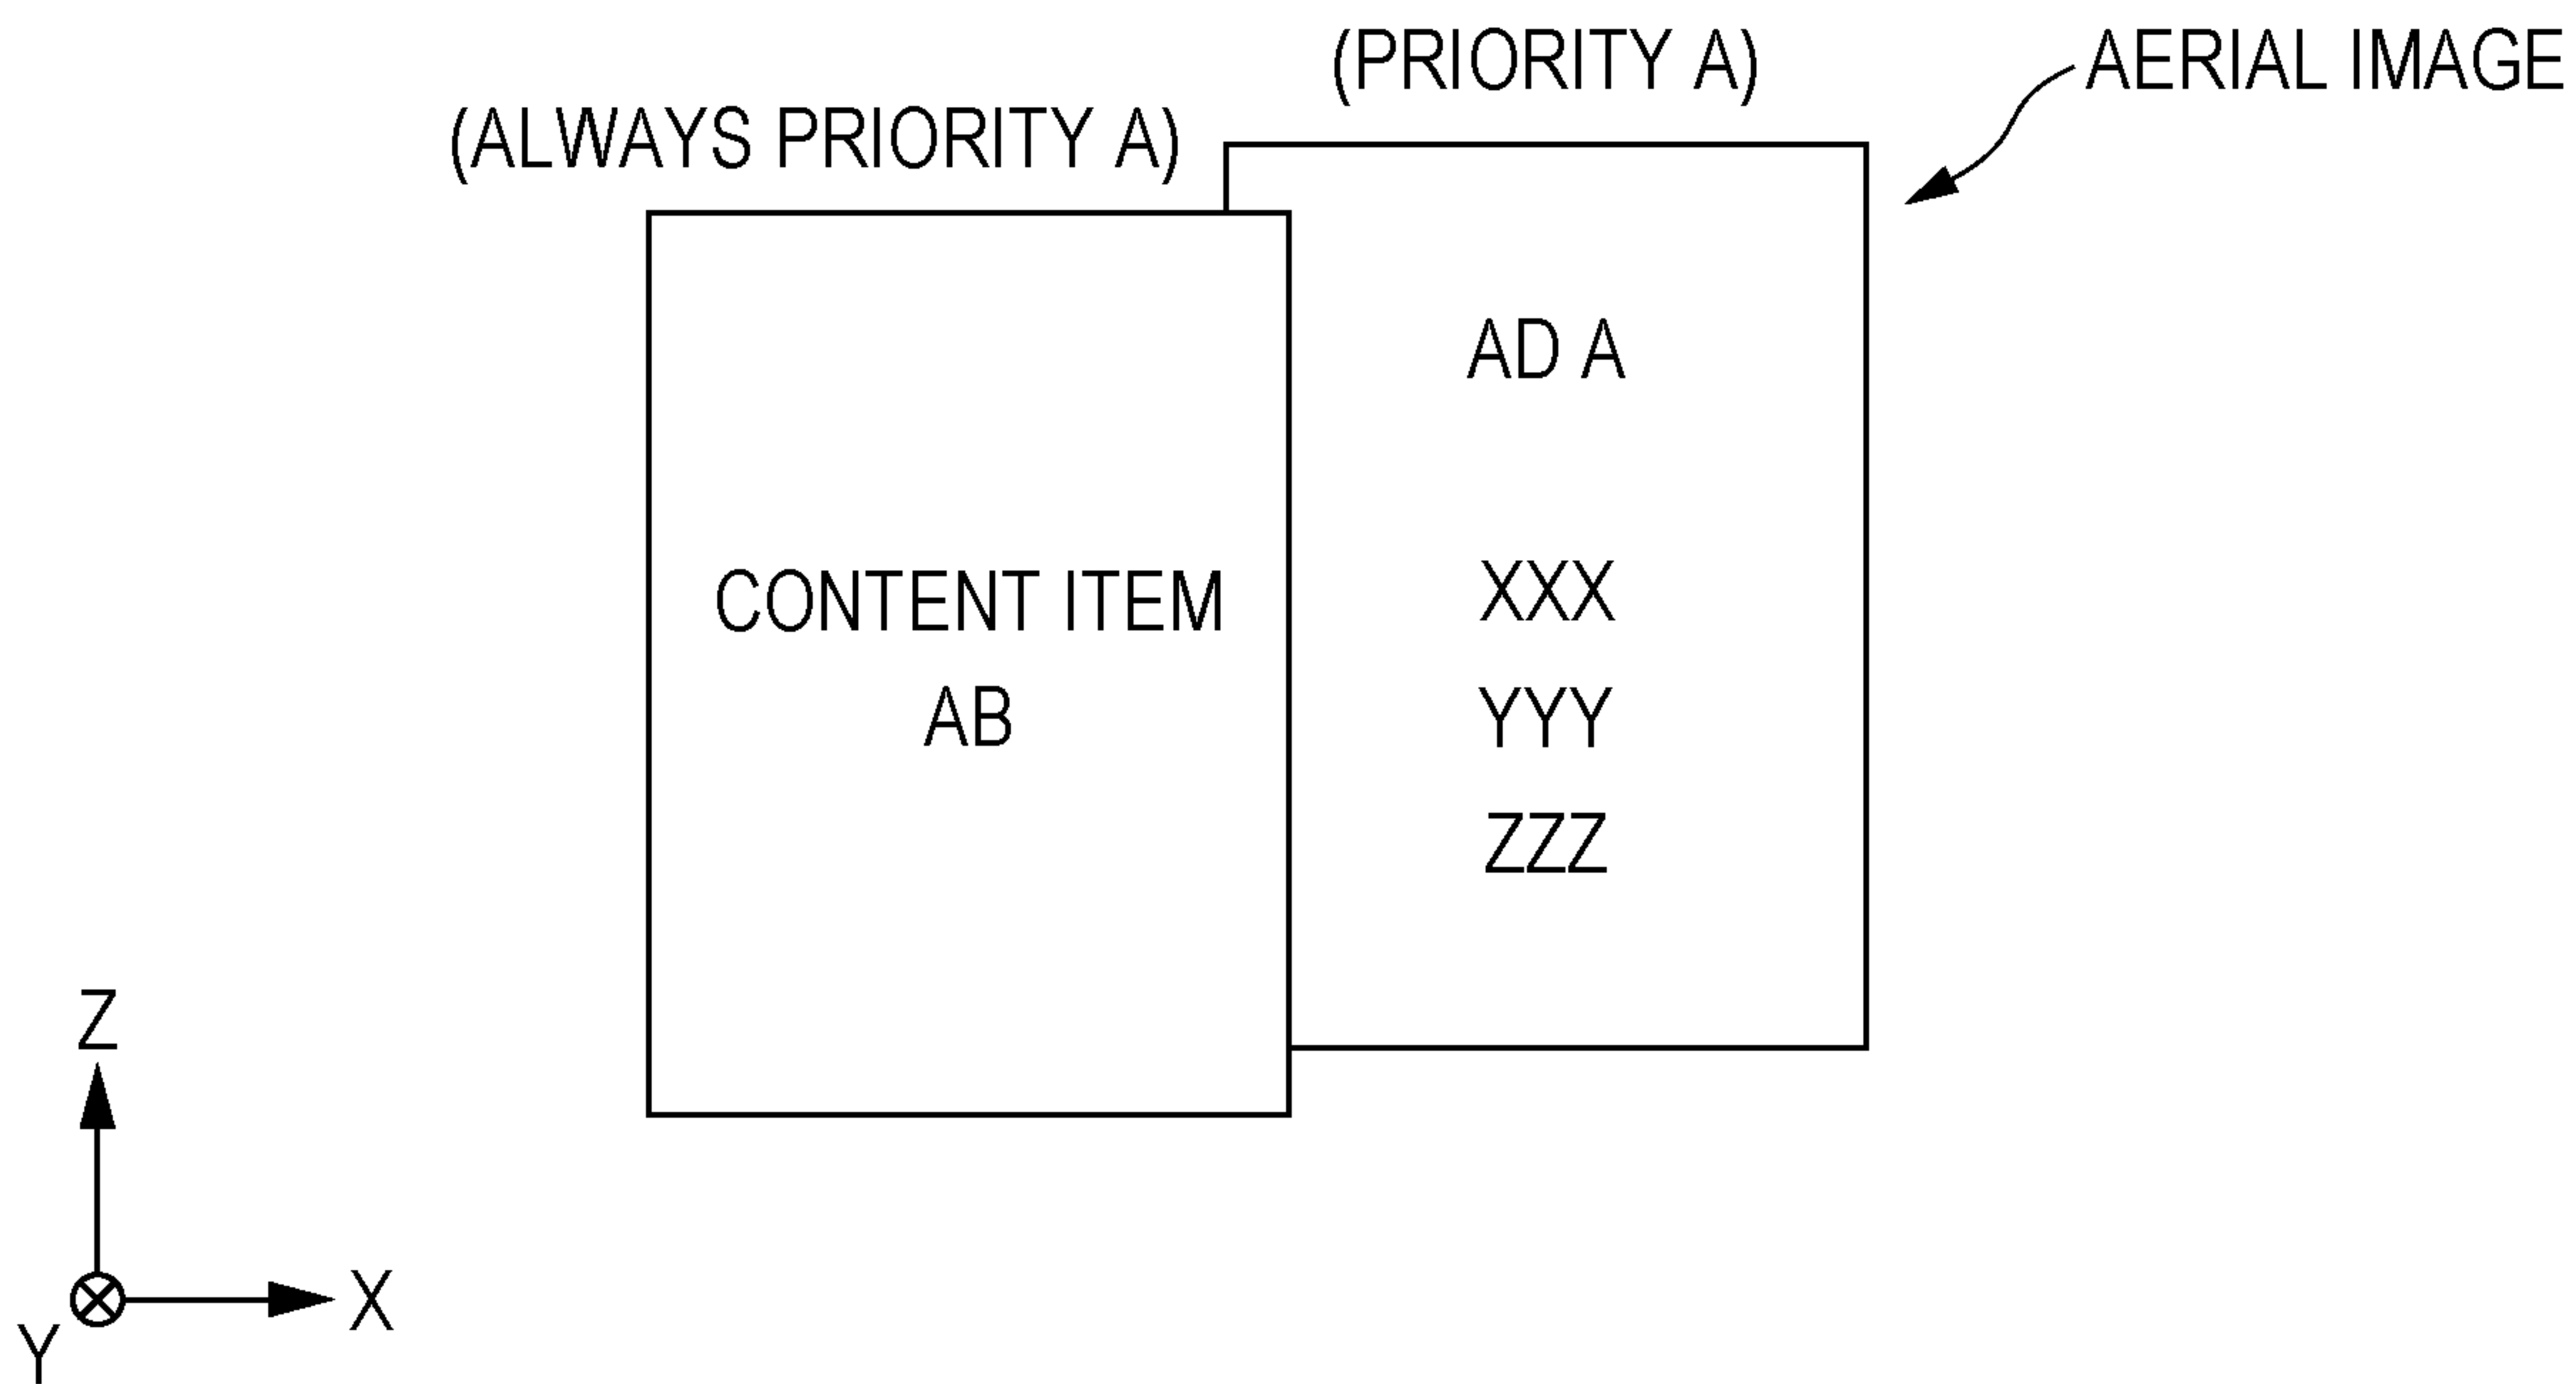 (PRIORITY A)
AERIAL IMAGE
(ALWAYS PRIORITY A)
AD A
CONTENT ITEM
AB
XXX
YYY
ZZZ
Z
X
Y